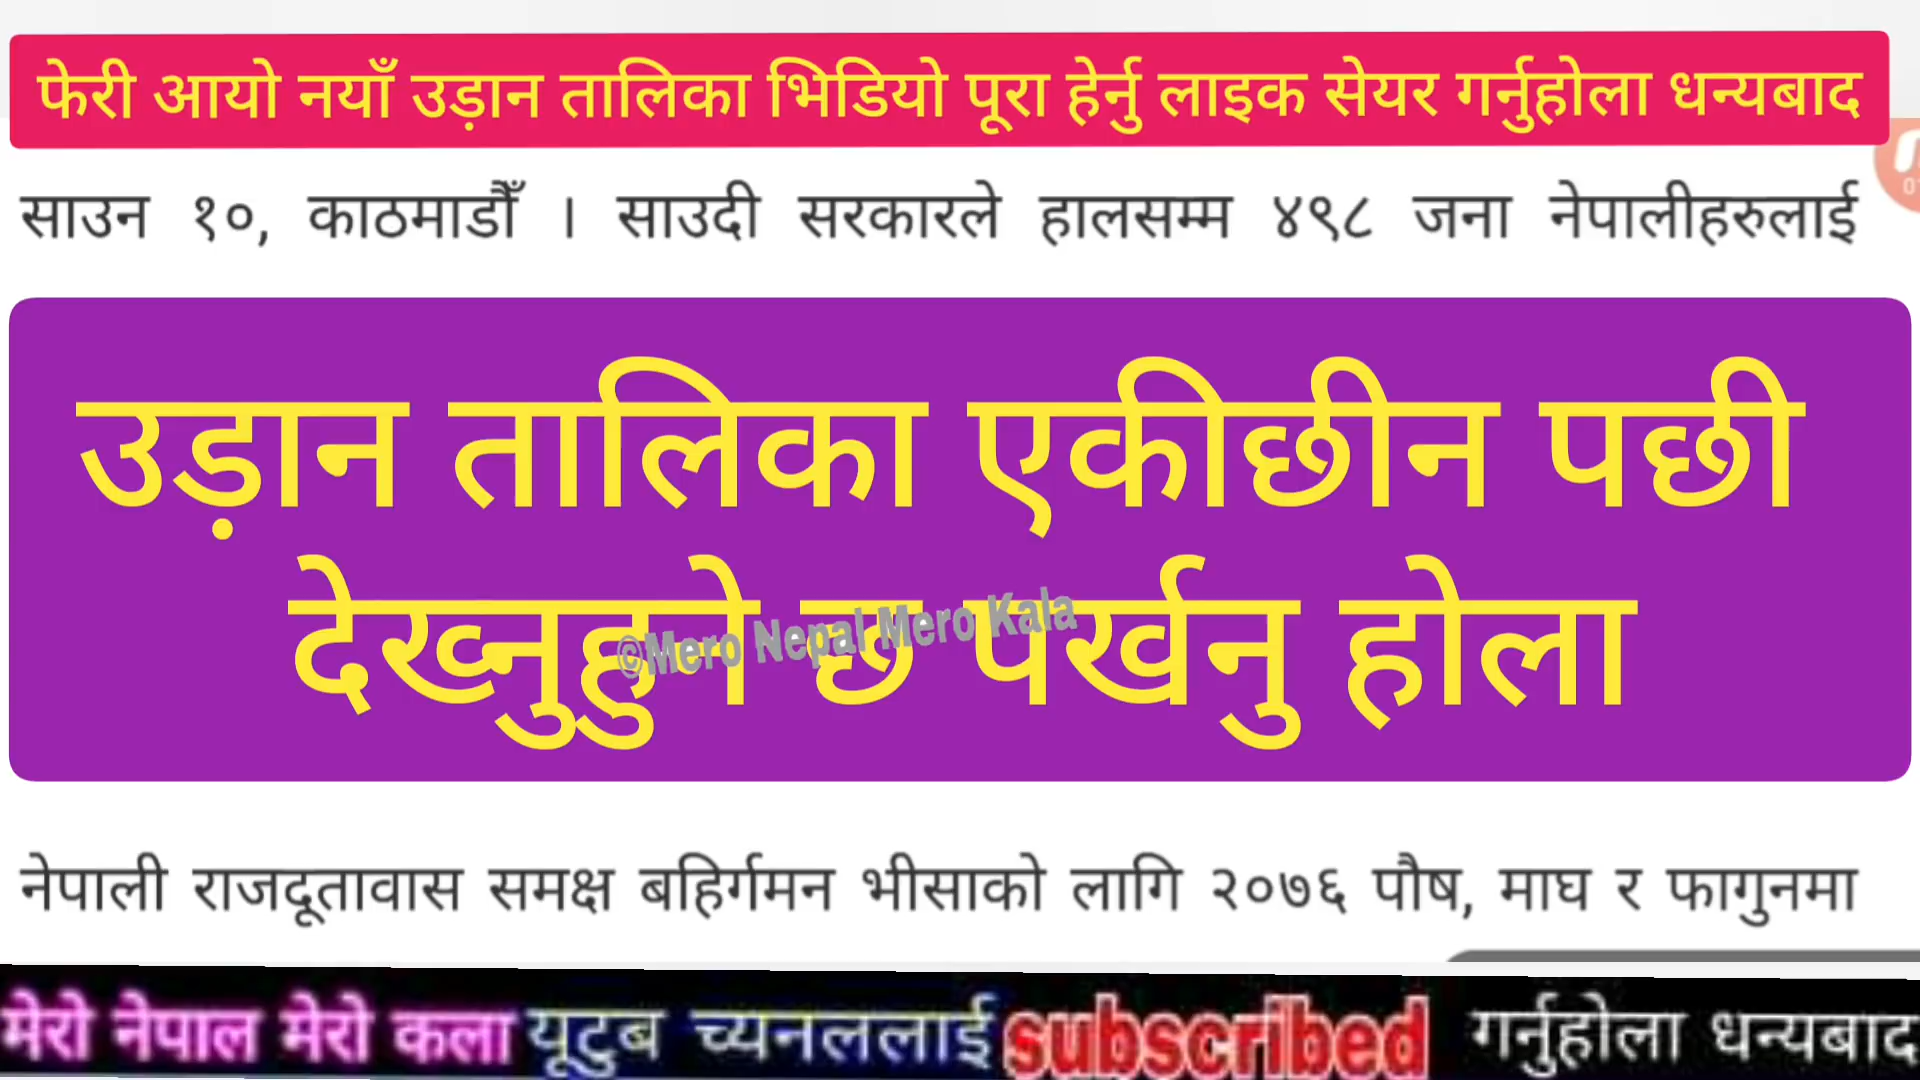 फेरी आयो नयाँ उड़ान तालिका भिडियो पूरा हेर्नु लाइक सेयर गर्नुहोला धन्यबाद
साउन १०, काठमाडौँ । साउदी सरकारले हालसम्म ४९८ जना नेपालीहरुलाई
उड़ान तालिका एकीछीन पछी
देख्नुहुने छ पर्खनु होला
©Mero Nepal Mero Kala
नेपाली राजदूतावास समक्ष बहिर्गमन भीसाको लागि २०७६ पौष, माघ र फागुनमा
मेरो नेपाल मेरो कला यूटुब च्यनललाई subscribed गर्नुहोला धन्यबाद